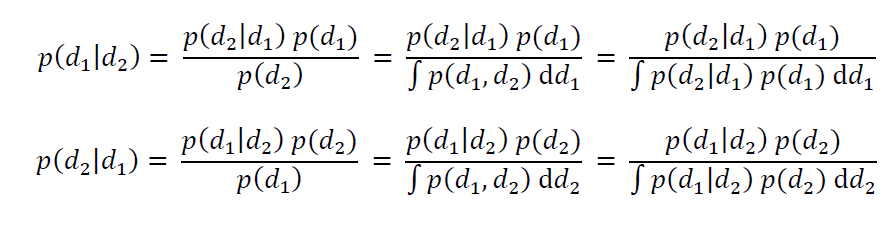 p(d₁|d₂) = p(d₂|d₁) p(d₁) / p(d₂) = p(d₂|d₁) p(d₁) / ∫ p(d₁, d₂) dd₁ = p(d₂|d₁) p(d₁) / ∫ p(d₂|d₁) p(d₁) dd₁
p(d₂|d₁) = p(d₁|d₂) p(d₂) / p(d₁) = p(d₁|d₂) p(d₂) / ∫ p(d₁, d₂) dd₂ = p(d₁|d₂) p(d₂) / ∫ p(d₁|d₂) p(d₂) dd₂